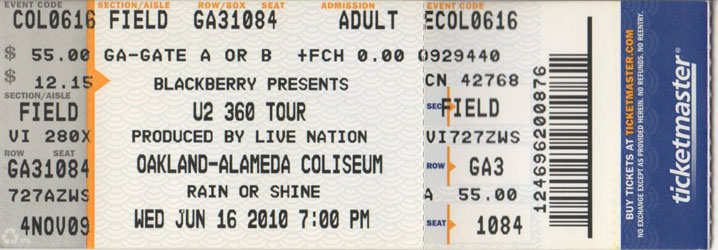 EVENT CODE SECTION/AISLE ROW/BOX SEAT ADMISSION EVENT CODE
COL0616 FIELD GA31084 ADULT ECOL0616
$ 55.00 GA-GATE A OR B +FCH 0.00 0929440
$ 12.15 BLACKBERRY PRESENTS CN 42768
SECTION/AISLE
FIELD U2 360 TOUR SEC FIELD
VI 280X PRODUCED BY LIVE NATION VI727ZWS
ROW SEAT
GA31084 OAKLAND-ALAMEDA COLISEUM ROW GA3
727AZWS RAIN OR SHINE A 55.00
4NOV09 WED JUN 16 2010 7:00 PM SEAT 1084
124696200876
BUY TICKETS AT TICKETMASTER.COM
NO EXCHANGE EXCEPT AS PROVIDED HEREIN. NO REFUNDS. NO REENTRY.
ticketmaster®